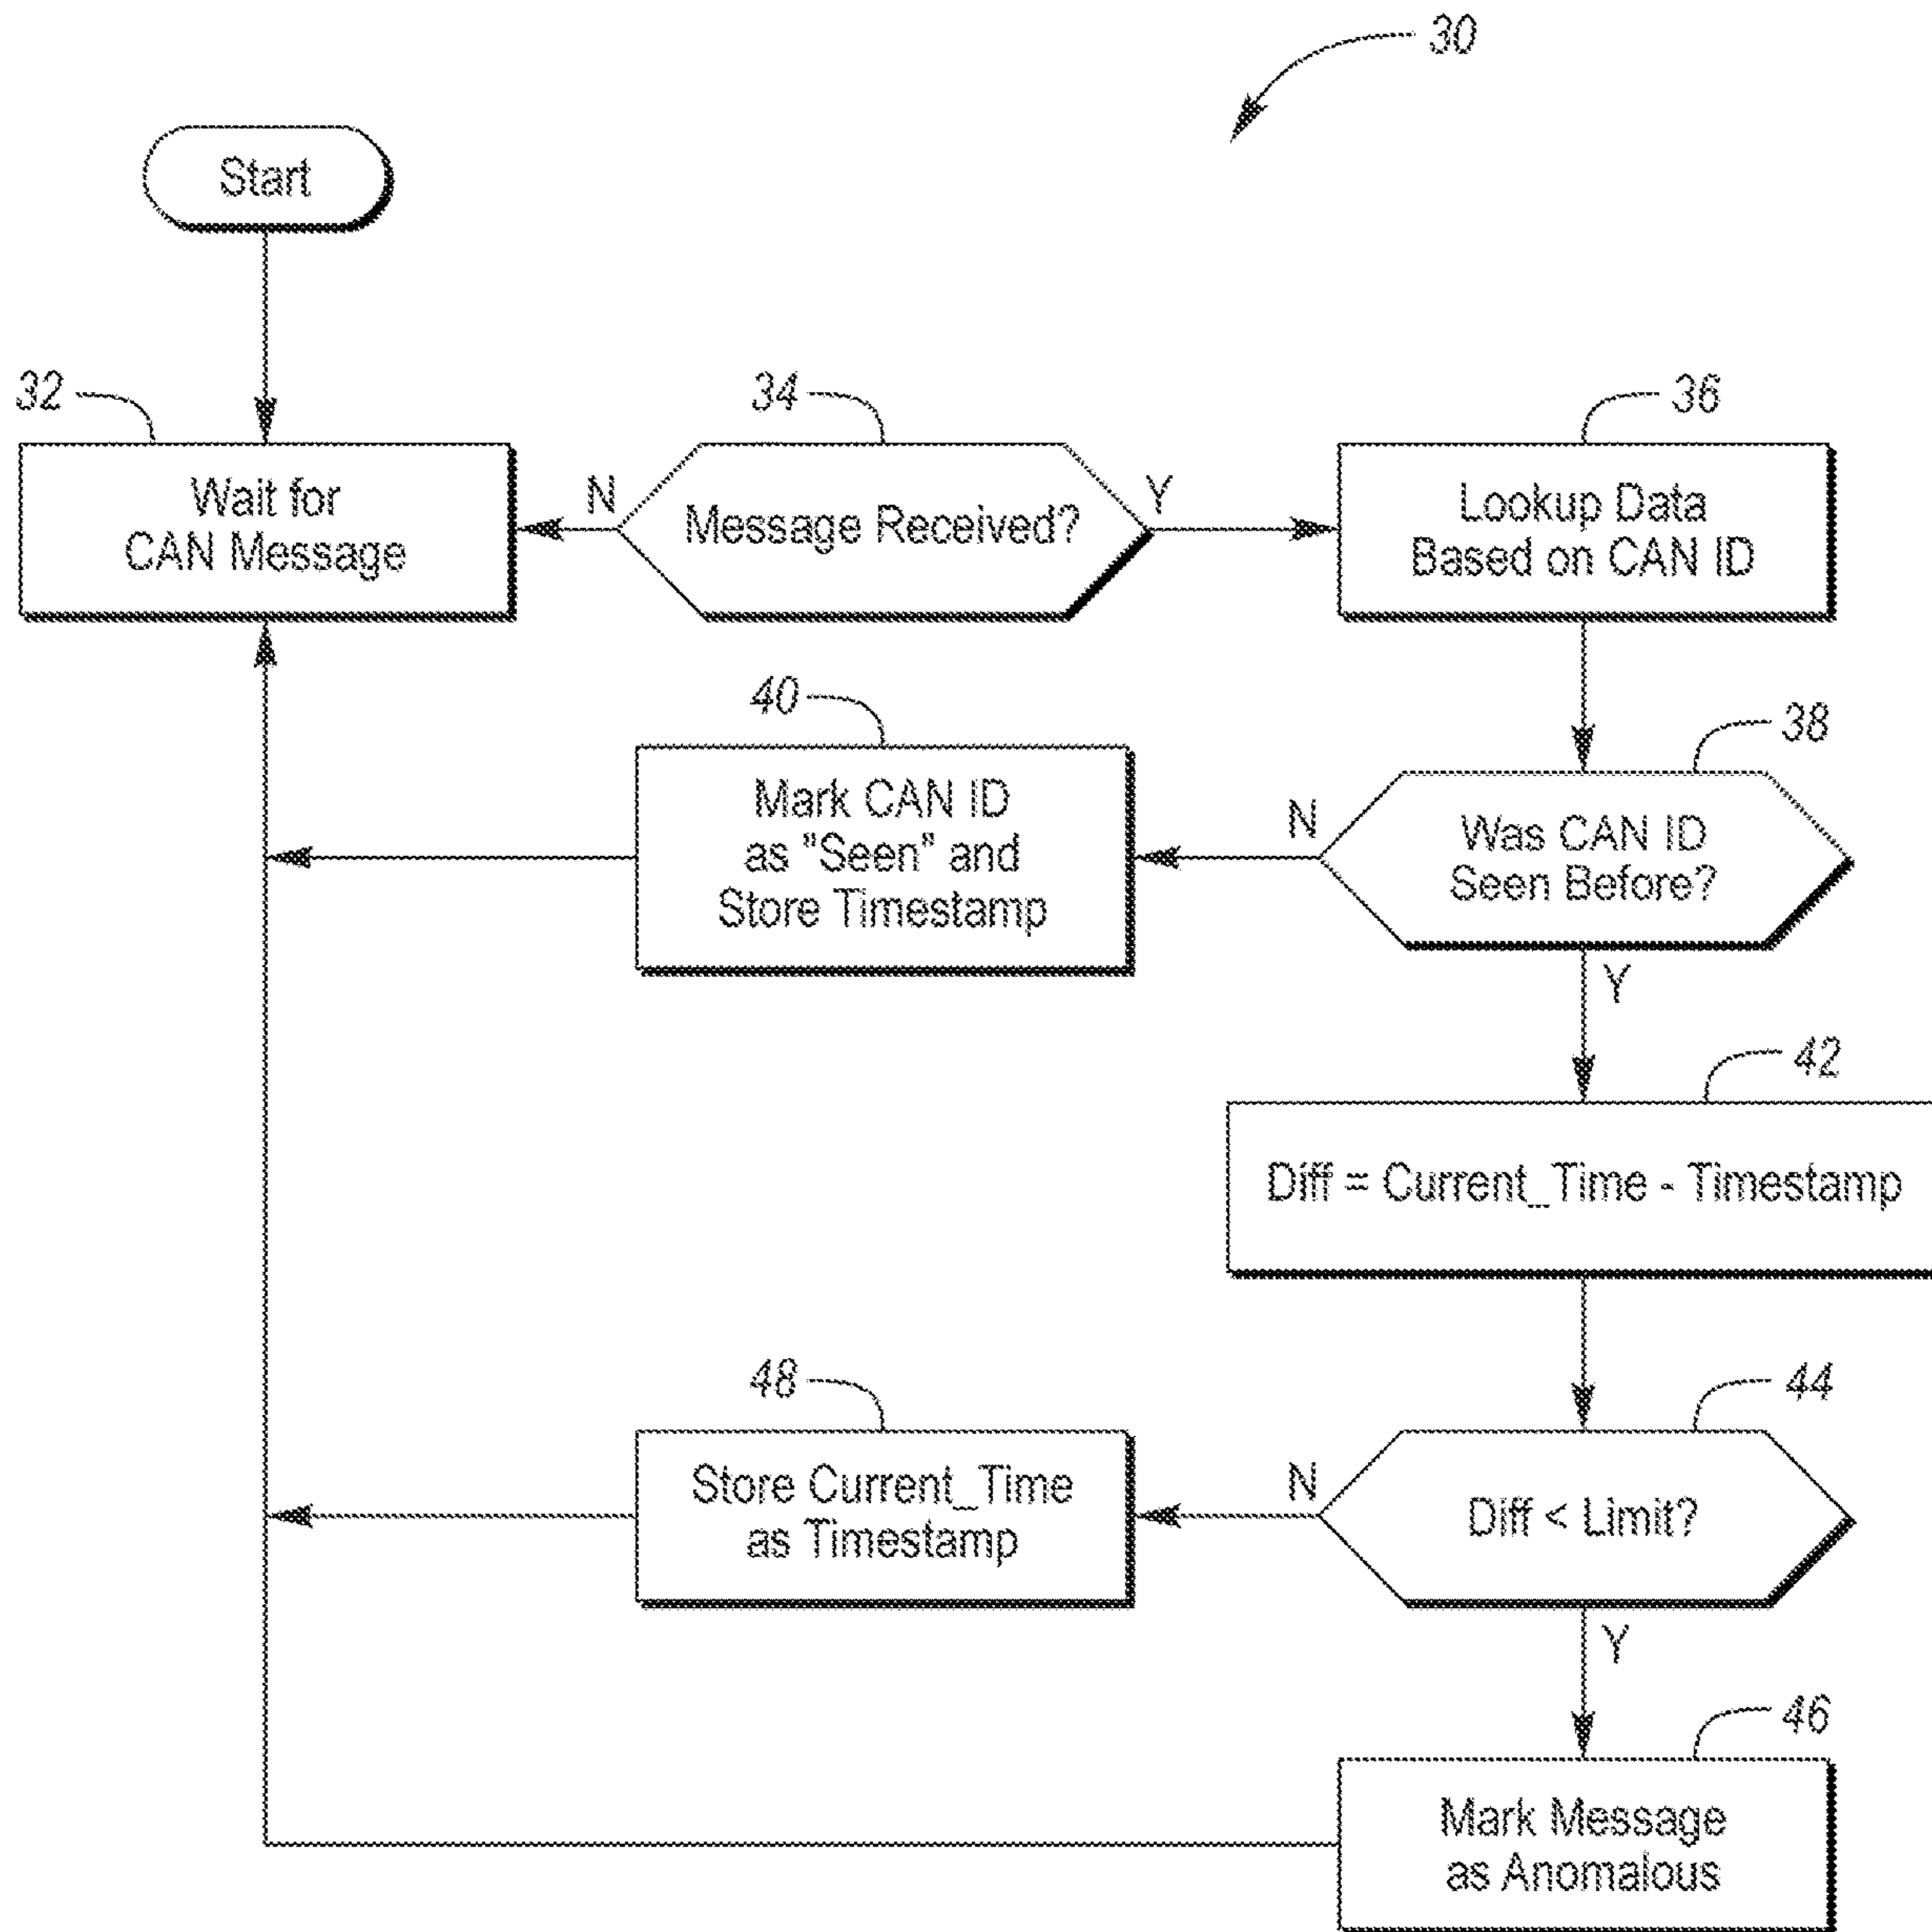 30
Start
32
34
36
Wait for
CAN Message
N
Message Received?
Y
Lookup Data
Based on CAN ID
40
38
Mark CAN ID
as "Seen" and
Store Timestamp
N
Was CAN ID
Seen Before?
Y
42
Diff = Current_Time - Timestamp
48
44
Store Current_Time
as Timestamp
N
Diff < Limit?
Y
46
Mark Message
as Anomalous